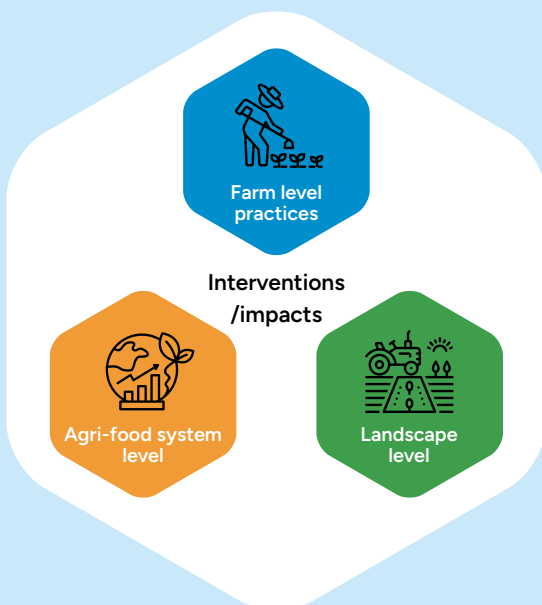 Farm level
practices
Interventions
/impacts
Agri-food system
level
Landscape
level